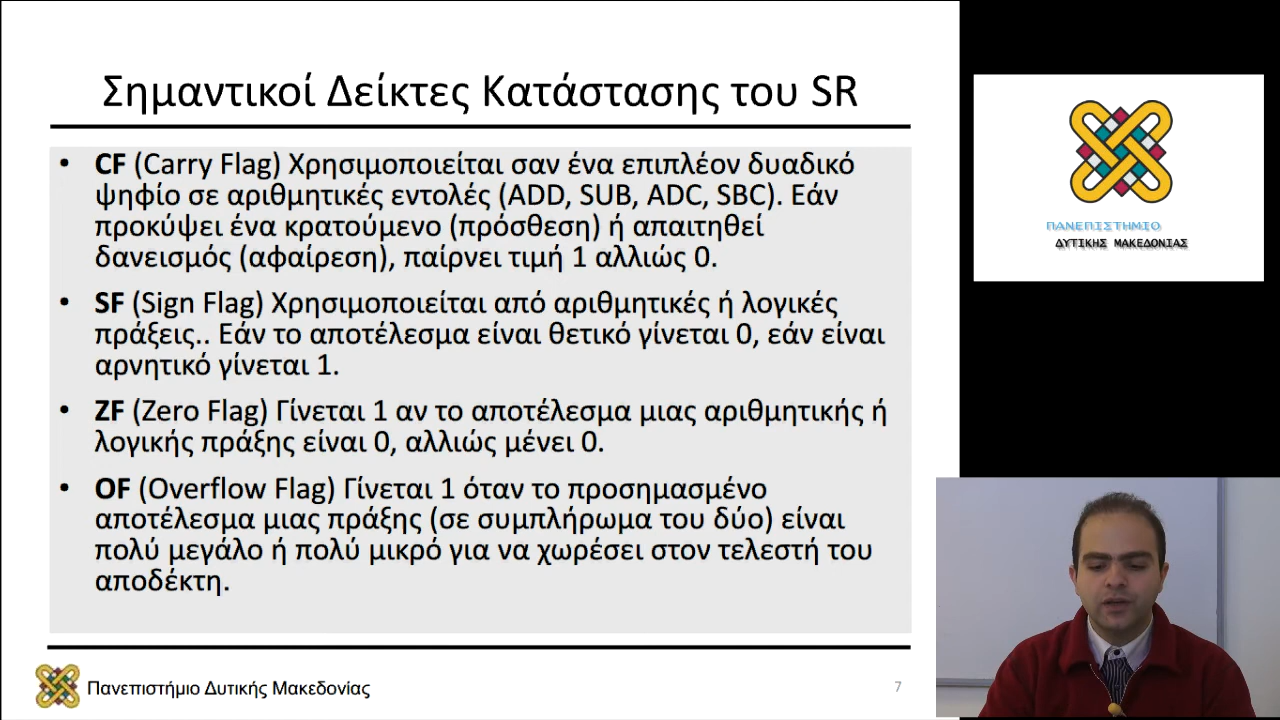 Σημαντικοί Δείκτες Κατάστασης του SR
• CF (Carry Flag) Χρησιμοποιείται σαν ένα επιπλέον δυαδικό
ψηφίο σε αριθμητικές εντολές (ADD, SUB, ADC, SBC). Εάν
προκύψει ένα κρατούμενο (πρόσθεση) ή απαιτηθεί
δανεισμός (αφαίρεση), παίρνει τιμή 1 αλλιώς 0.
• SF (Sign Flag) Χρησιμοποιείται από αριθμητικές ή λογικές
πράξεις.. Εάν το αποτέλεσμα είναι θετικό γίνεται 0, εάν είναι
αρνητικό γίνεται 1.
• ZF (Zero Flag) Γίνεται 1 αν το αποτέλεσμα μιας αριθμητικής ή
λογικής πράξης είναι 0, αλλιώς μένει 0.
• OF (Overflow Flag) Γίνεται 1 όταν το προσημασμένο
αποτέλεσμα μιας πράξης (σε συμπλήρωμα του δύο) είναι
πολύ μεγάλο ή πολύ μικρό για να χωρέσει στον τελεστή του
αποδέκτη.
Πανεπιστήμιο Δυτικής Μακεδονίας
7
ΠΑΝΕΠΙΣΤΗΜΙΟ
ΔΥΤΙΚΗΣ ΜΑΚΕΔΟΝΙΑΣ